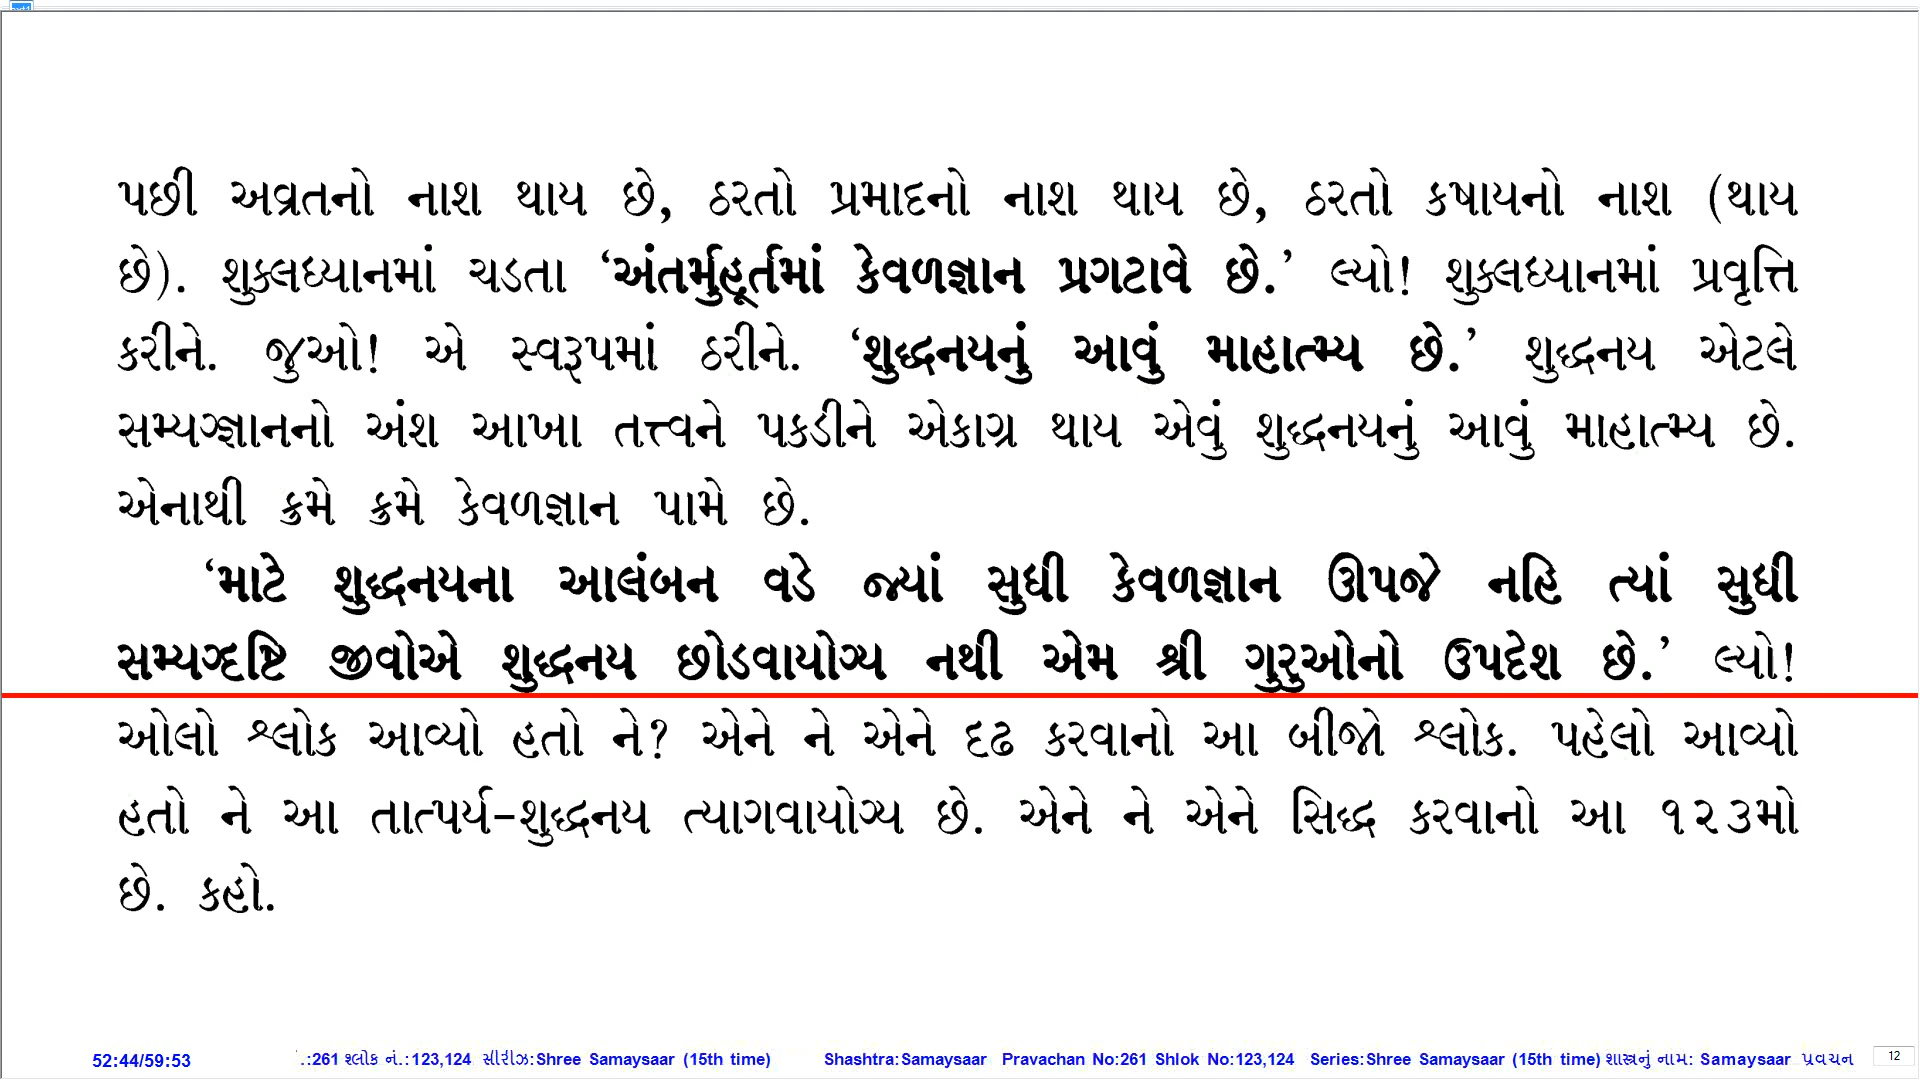 પછી અવ્રતનો નાશ થાય છે, ઠરતો પ્રમાદનો નાશ થાય છે, ઠરતો કષાયનો નાશ (થાય
છે). શુક્લધ્યાનમાં ચડતા ‘અંતર્મુહૂર્તમાં કેવળજ્ઞાન પ્રગટાવે છે.’ લ્યો! શુક્લધ્યાનમાં પ્રવૃત્તિ
કરીને. જુઓ! એ સ્વરૂપમાં ઠરીને. ‘શુદ્ધનયનું આવું માહાત્મ્ય છે.’ શુદ્ધનય એટલે
સમ્યગ્જ્ઞાનનો અંશ આખા તત્ત્વને પકડીને એકાગ્ર થાય એવું શુદ્ધનયનું આવું માહાત્મ્ય છે.
એનાથી ક્રમે ક્રમે કેવળજ્ઞાન પામે છે.
‘માટે શુદ્ધનયના આલંબન વડે જ્યાં સુધી કેવળજ્ઞાન ઊપજે નહિ ત્યાં સુધી
સમ્યગ્દૃષ્ટિ જીવોએ શુદ્ધનય છોડવાયોગ્ય નથી એમ શ્રી ગુરુઓનો ઉપદેશ છે.’ લ્યો!
ઓલો શ્લોક આવ્યો હતો ને? એને ને એને દૃઢ કરવાનો આ બીજો શ્લોક. પહેલો આવ્યો
હતો ને આ તાત્પર્ય-શુદ્ધનય ત્યાગવાયોગ્ય છે. એને ને એને સિદ્ધ કરવાનો આ ૧૨૩મો
છે. કહો.
52:44/59:53 .:261 શ્લોક નં.:123,124 સીરીઝ:Shree Samaysaar (15th time) Shashtra:Samaysaar Pravachan No:261 Shlok No:123,124 Series:Shree Samaysaar (15th time) શાસ્ત્રનું નામ: Samaysaar પ્રવચન 12